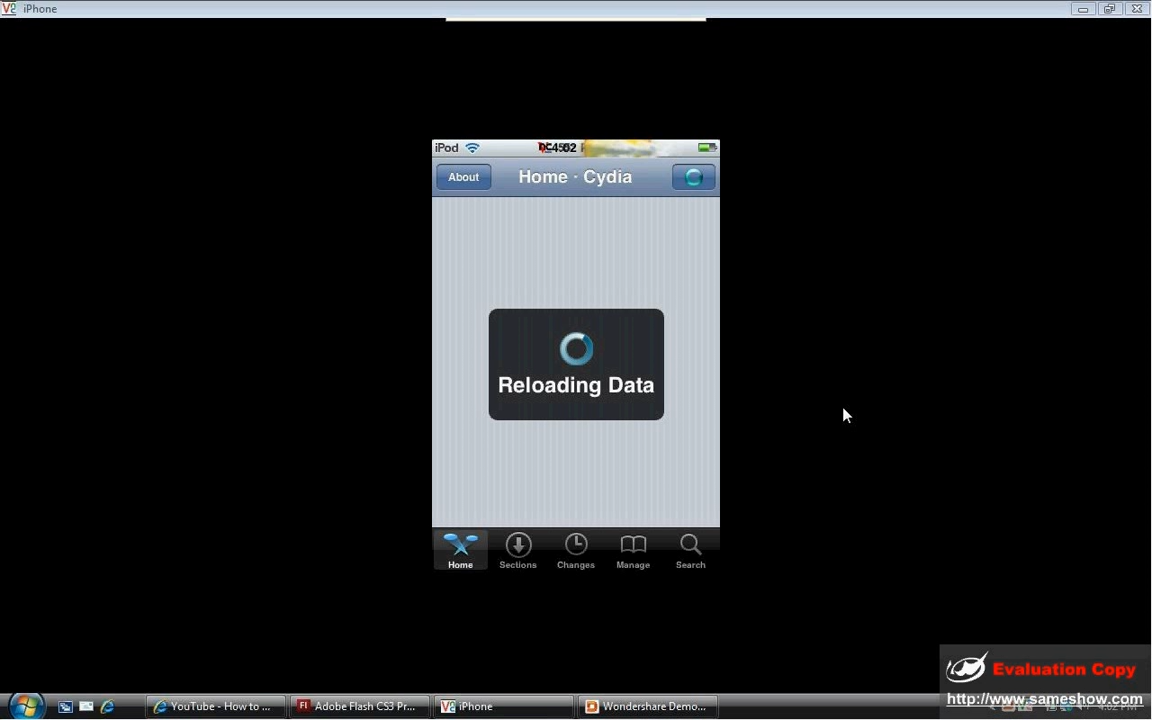 iPhone
iPod
About
Home · Cydia
Reloading Data
Home
Sections
Changes
Manage
Search
Evaluation Copy
http://www.sameshow.com
YouTube - How to ...
Adobe Flash CS3 Pr...
iPhone
Wondershare Demo...